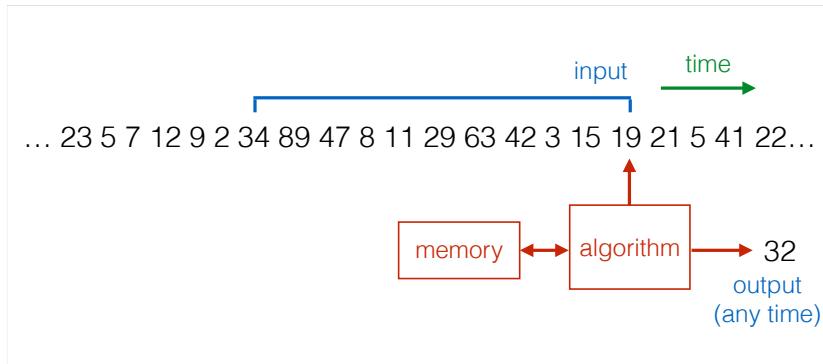 input time
… 23 5 7 12 9 2 34 89 47 8 11 29 63 42 3 15 19 21 5 41 22…
memory algorithm 32
output
(any time)